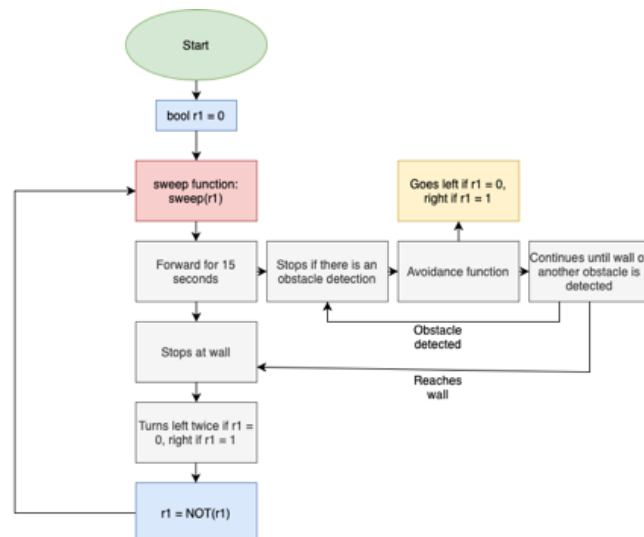 Start
bool r1 = 0
sweep function:
sweep(r1)
Goes left if r1 = 0,
right if r1 = 1
Forward for 15
seconds
Stops if there is an
obstacle detection
Avoidance function
Continues until wall o
another obstacle is
detected
Obstacle
detected
Stops at wall
Reaches
wall
Turns left twice if r1 =
0, right if r1 = 1
r1 = NOT(r1)